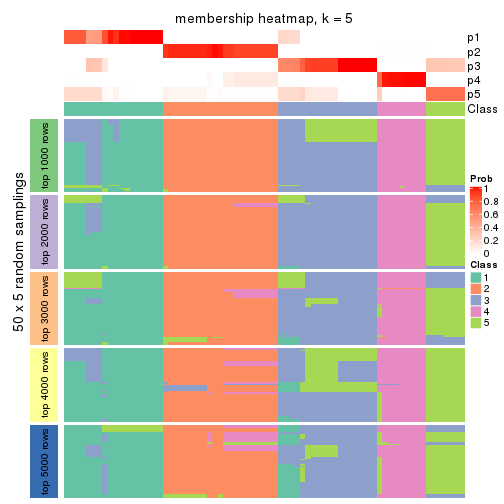 membership heatmap, k = 5
p1
p2
p3
p4
p5
Class
50 x 5 random samplings
top 1000 rows
top 2000 rows
top 3000 rows
top 4000 rows
top 5000 rows
Prob
1
0.8
0.6
0.4
0.2
0
Class
1
2
3
4
5